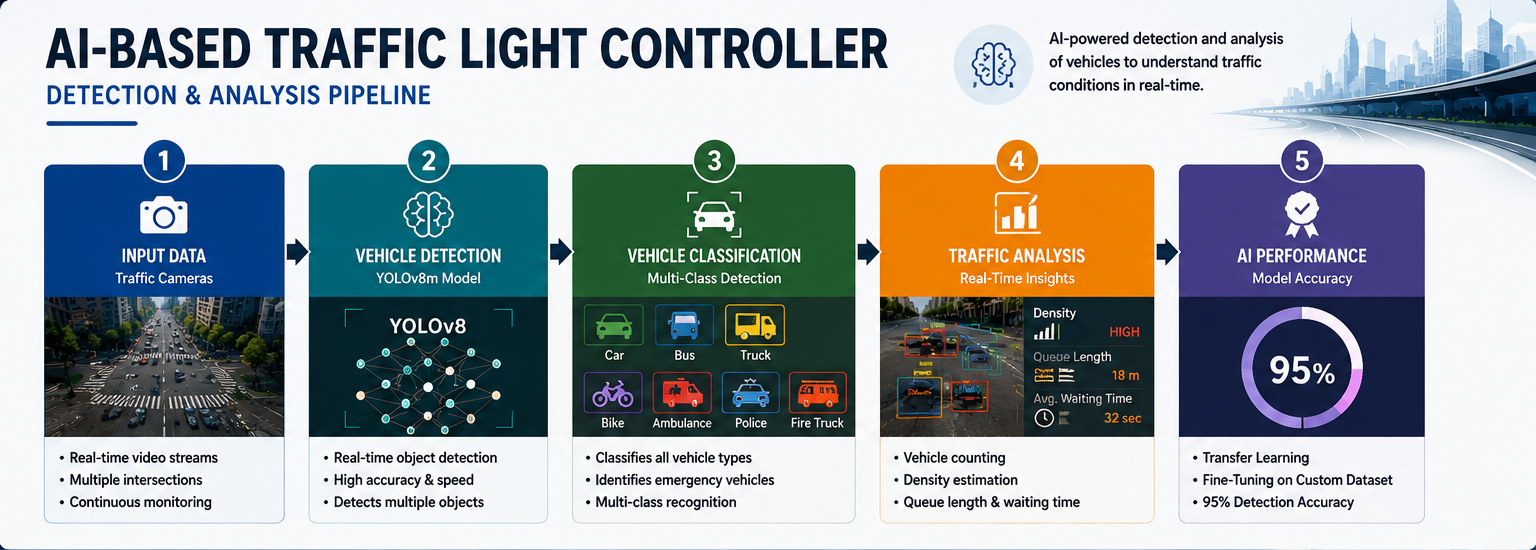 AI-BASED TRAFFIC LIGHT CONTROLLER
DETECTION & ANALYSIS PIPELINE
AI-powered detection and analysis
of vehicles to understand traffic
conditions in real-time.
1
INPUT DATA
Traffic Cameras
• Real-time video streams
• Multiple intersections
• Continuous monitoring
2
VEHICLE DETECTION
YOLOv8m Model
YOLOv8
• Real-time object detection
• High accuracy & speed
• Detects multiple objects
3
VEHICLE CLASSIFICATION
Multi-Class Detection
Car
Bus
Truck
Bike
Ambulance
Police
Fire Truck
• Classifies all vehicle types
• Identifies emergency vehicles
• Multi-class recognition
4
TRAFFIC ANALYSIS
Real-Time Insights
Density
HIGH
Queue Length
18 m
Avg. Waiting Time
32 sec
• Vehicle counting
• Density estimation
• Queue length & waiting time
5
AI PERFORMANCE
Model Accuracy
95%
• Transfer Learning
• Fine-Tuning on Custom Dataset
• 95% Detection Accuracy